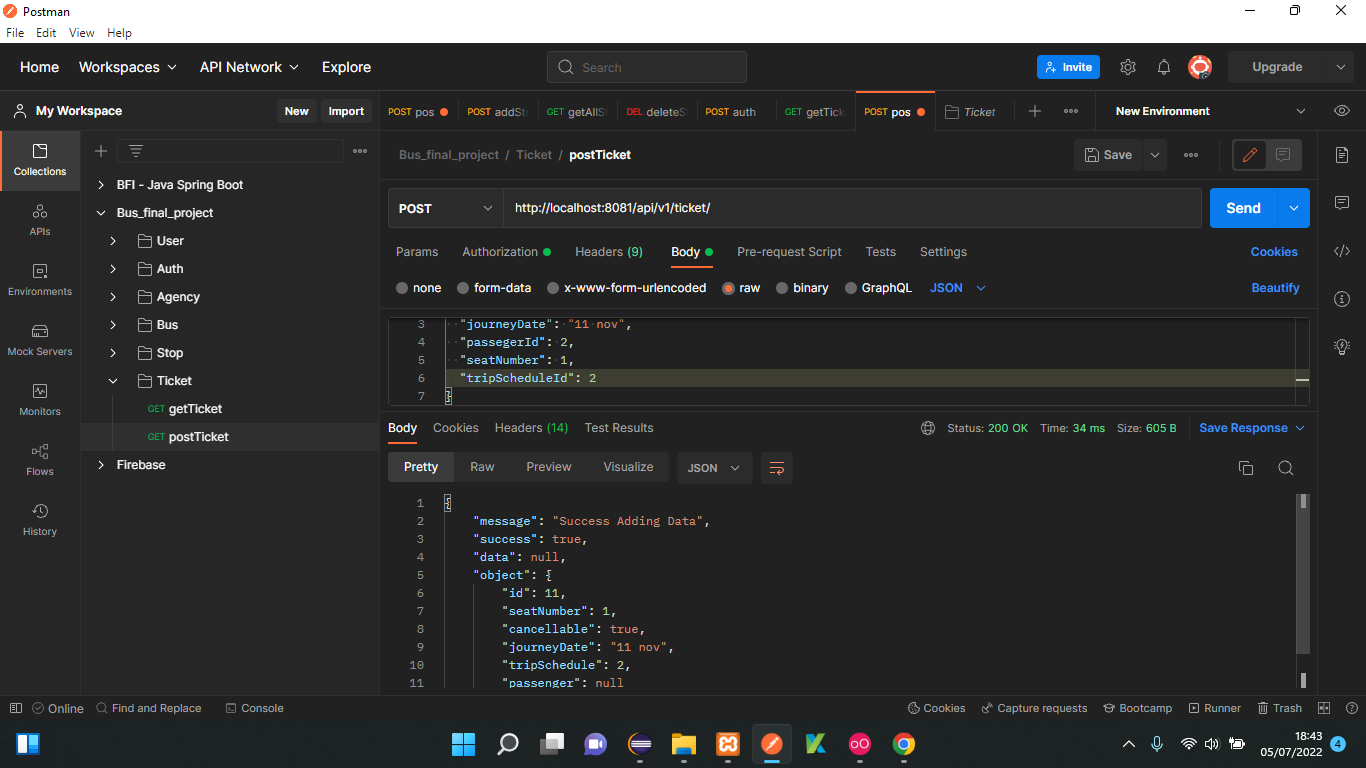 Postman
File Edit View Help
Home Workspaces API Network Explore Search Invite Upgrade
My Workspace New Import POST pos POST addSt GET getAllS DEL deleteS POST auth GET getTick POST pos Ticket New Environment
Bus_final_project / Ticket / postTicket Save
Collections
APIs
Environments
Mock Servers
Monitors
Flows
History
BFI - Java Spring Boot
Bus_final_project
User
Auth
Agency
Bus
Stop
Ticket
GET getTicket
GET postTicket
Firebase
POST http://localhost:8081/api/v1/ticket/ Send
Params Authorization Headers (9) Body Pre-request Script Tests Settings Cookies
none form-data x-www-form-urlencoded raw binary GraphQL JSON Beautify
3 "journeyDate": "11 nov",
4 "passegerId": 2,
5 "seatNumber": 1,
6 "tripScheduleId": 2
7 }
Body Cookies Headers (14) Test Results Status: 200 OK Time: 34 ms Size: 605 B Save Response
Pretty Raw Preview Visualize JSON
1 {
2 "message": "Success Adding Data",
3 "success": true,
4 "data": null,
5 "object": {
6 "id": 11,
7 "seatNumber": 1,
8 "cancellable": true,
9 "journeyDate": "11 nov",
10 "tripSchedule": 2,
11 "passenger": null
Online Find and Replace Console Cookies Capture requests Bootcamp Runner Trash
18:43
05/07/2022 4